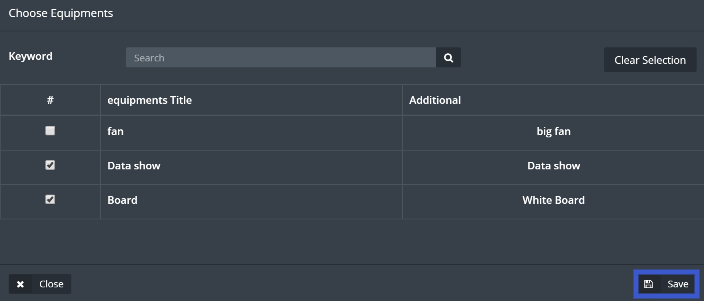 Choose Equipments
Keyword Search Clear Selection
# equipments Title Additional
fan big fan
Data show Data show
Board White Board
Close Save